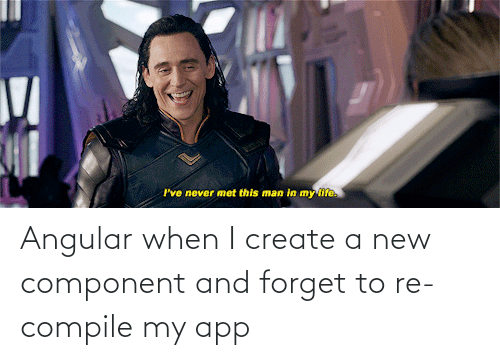 I've never met this man in my life.
Angular when I create a new
component and forget to re-
compile my app